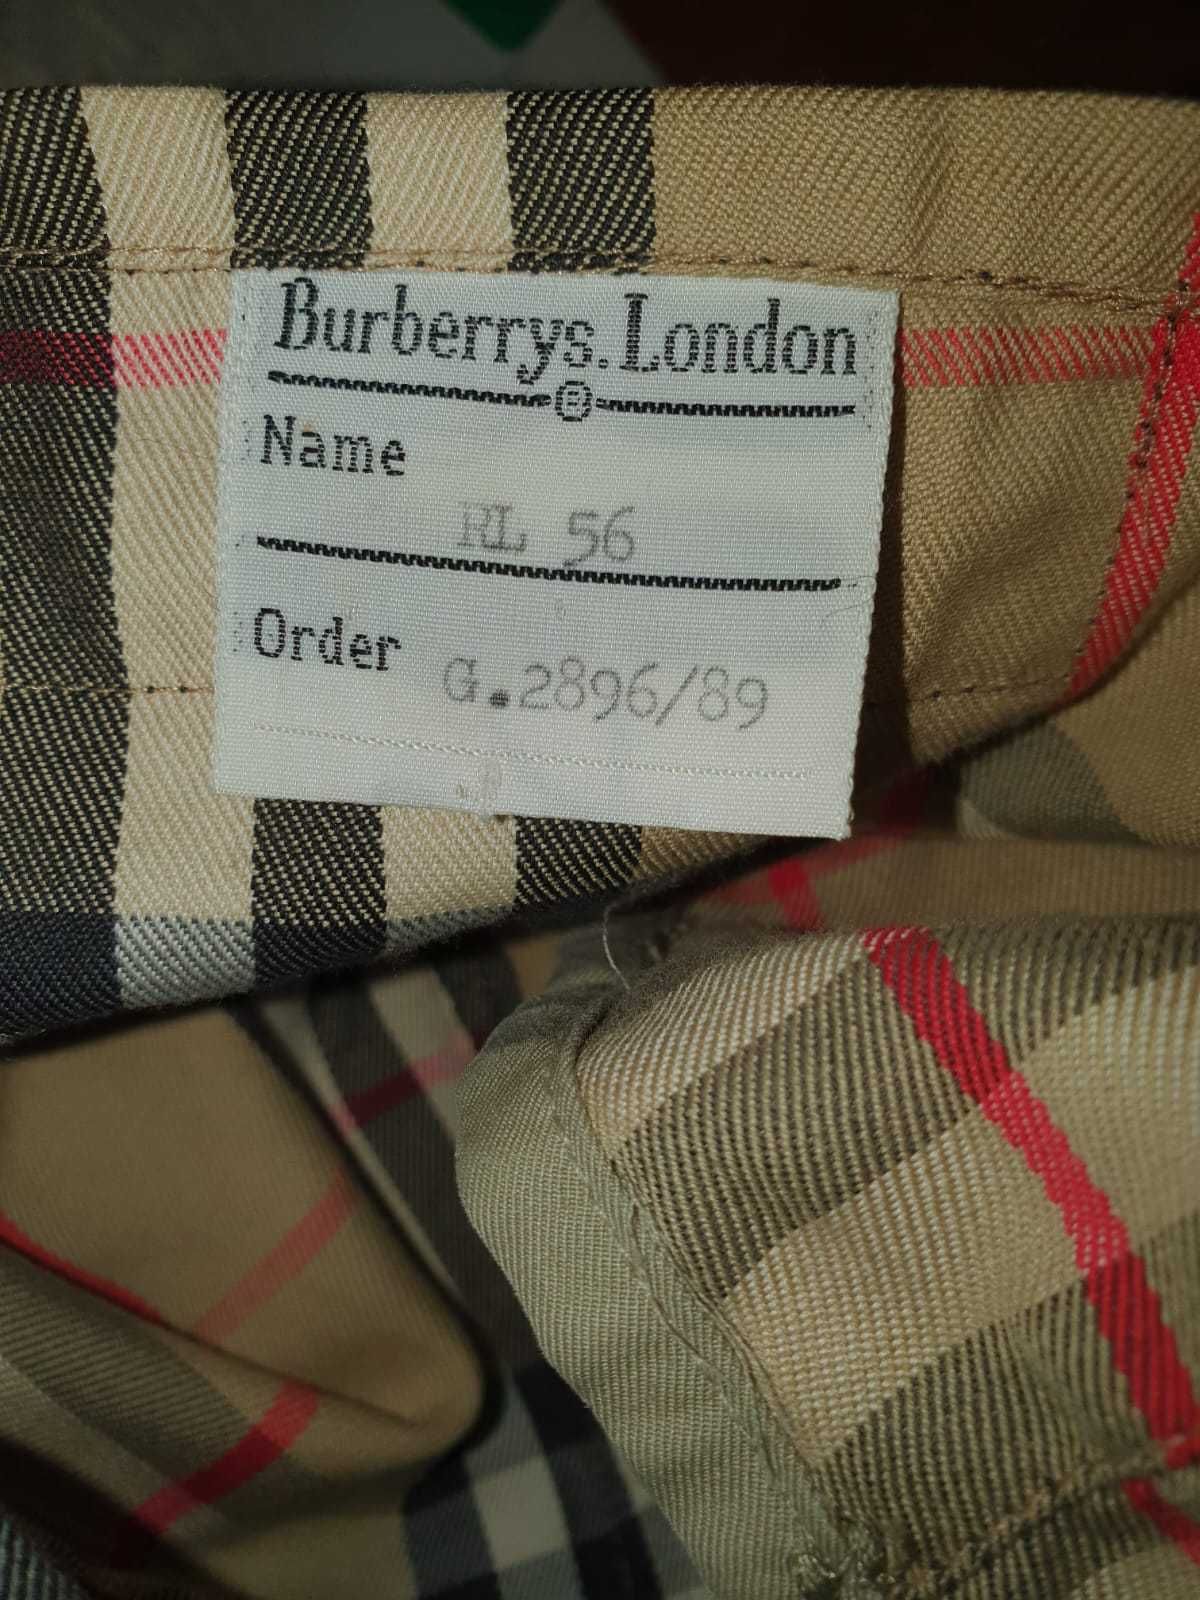 Burberrys. London
®
Name
RL 56
Order
G.2896/89